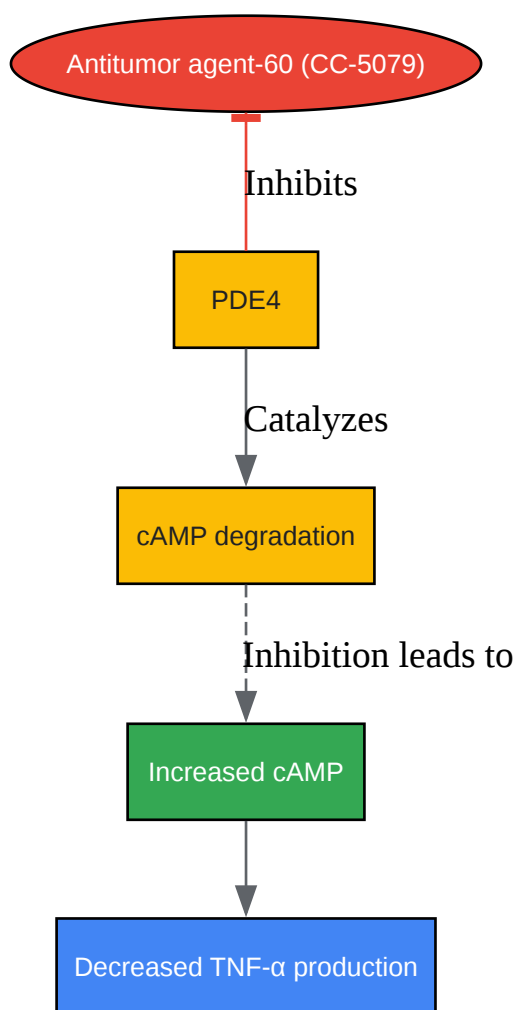 Antitumor agent-60 (CC-5079)
Inhibits
PDE4
Catalyzes
cAMP degradation
Inhibition leads to
Increased cAMP
Decreased TNF-α production